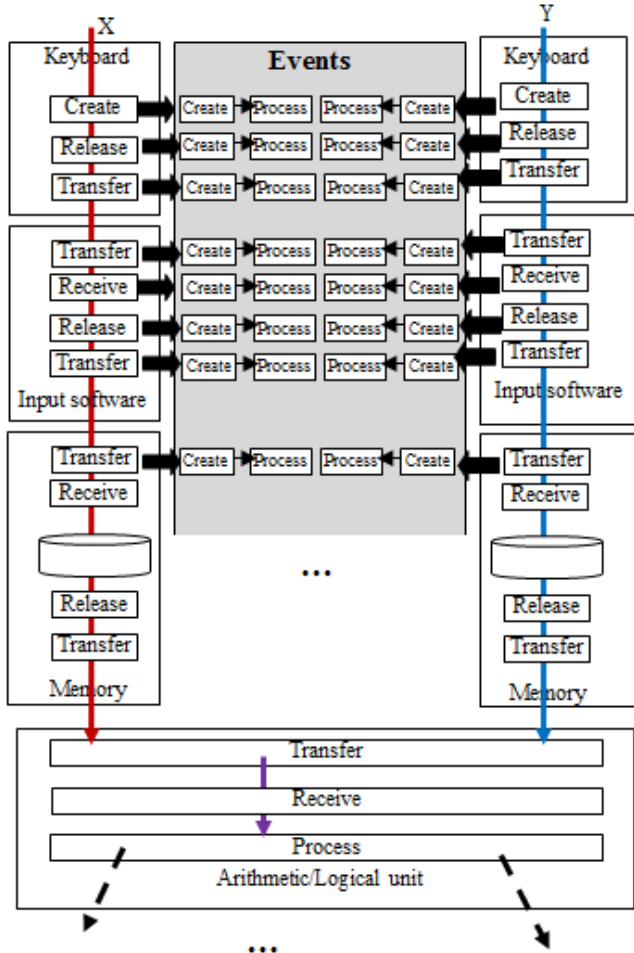 X Y
Keyboard Events Keyboard
Create Create Process Process Create Create
Release Create Process Process Create Release
Transfer Create Process Process Create Transfer
Transfer Create Process Process Create Transfer
Receive Create Process Process Create Receive
Release Create Process Process Create Release
Transfer Create Process Process Create Transfer
Input software Input software
Transfer Create Process Process Create Transfer
Receive Receive
...
Release Release
Transfer Transfer
Memory Memory
Transfer
Receive
Process
Arithmetic/Logical unit
...